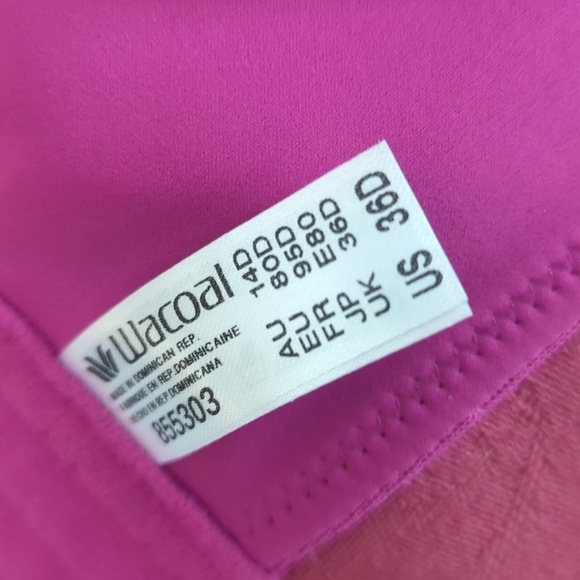 Wacoal
MADE IN DOMINICAN REP.
FABRIQUE EN REP.DOMINICAINE
HECHO EN REP.DOMINICANA
855303
AU 14D
EUR 80D
FR 95D
JP E80
UK 36D
US 36D